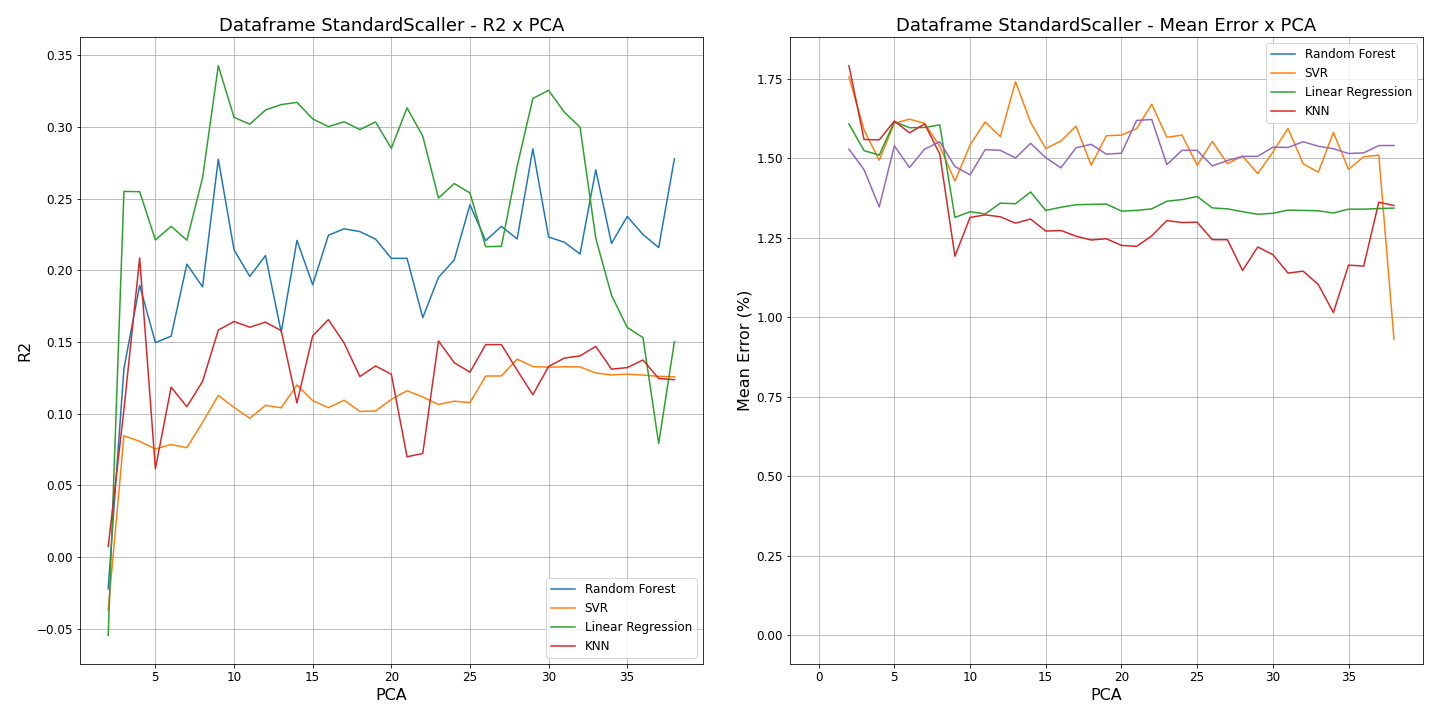 Dataframe StandardScaller - R2 x PCA
0.35
0.30
0.25
0.20
0.15
0.10
0.05
0.00
−0.05
R2
5 10 15 20 25 30 35
PCA
Random Forest
SVR
Linear Regression
KNN
Dataframe StandardScaller - Mean Error x PCA
1.75
1.50
1.25
1.00
0.75
0.50
0.25
0.00
Mean Error (%)
0 5 10 15 20 25 30 35
PCA
Random Forest
SVR
Linear Regression
KNN